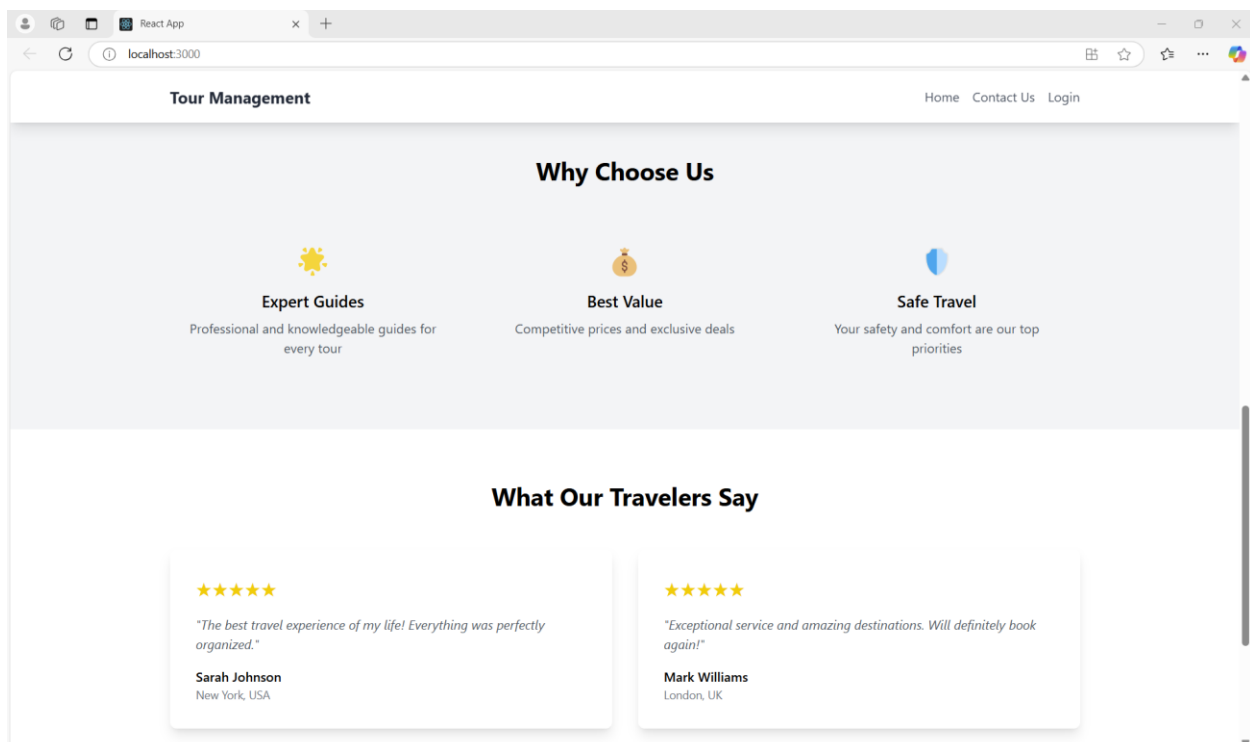 React App
localhost:3000
Tour Management
Home Contact Us Login
Why Choose Us
Expert Guides
Professional and knowledgeable guides for
every tour
Best Value
Competitive prices and exclusive deals
Safe Travel
Your safety and comfort are our top
priorities
What Our Travelers Say
"The best travel experience of my life! Everything was perfectly
organized."
Sarah Johnson
New York, USA
"Exceptional service and amazing destinations. Will definitely book
again!"
Mark Williams
London, UK